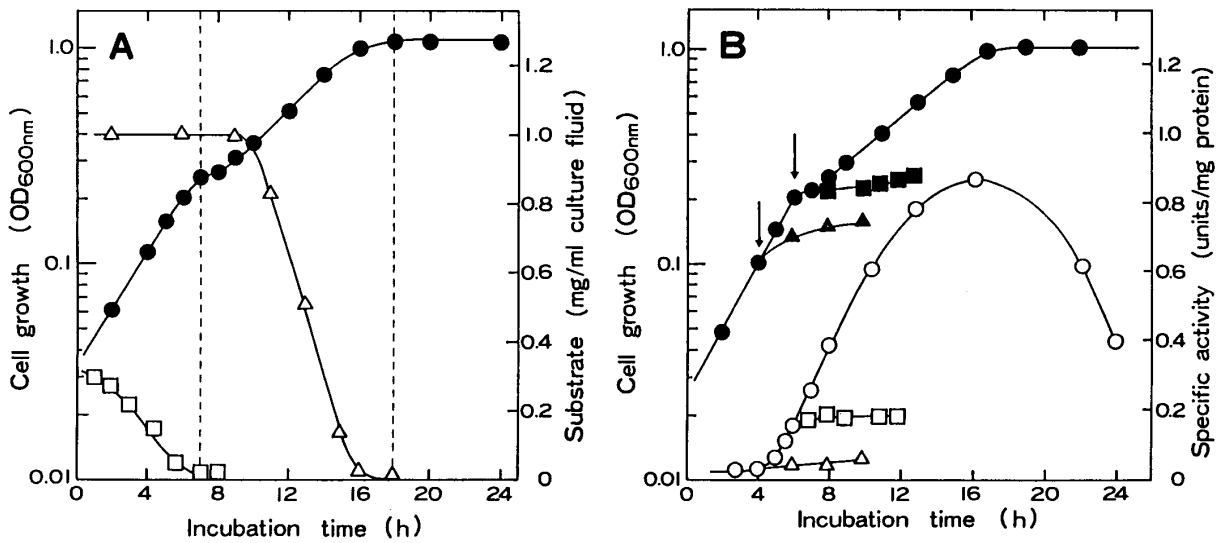 A
Cell growth (OD600nm)
1.0
0.1
0.01
1.2
1.0
0.8
0.6
0.4
0.2
0
Substrate (mg/ml culture fluid)
0 4 8 12 16 20 24
Incubation time (h)
B
Cell growth (OD600nm)
1.0
0.1
0.01
1.2
1.0
0.8
0.6
0.4
0.2
0
Specific activity (units/mg protein)
0 4 8 12 16 20 24
Incubation time (h)